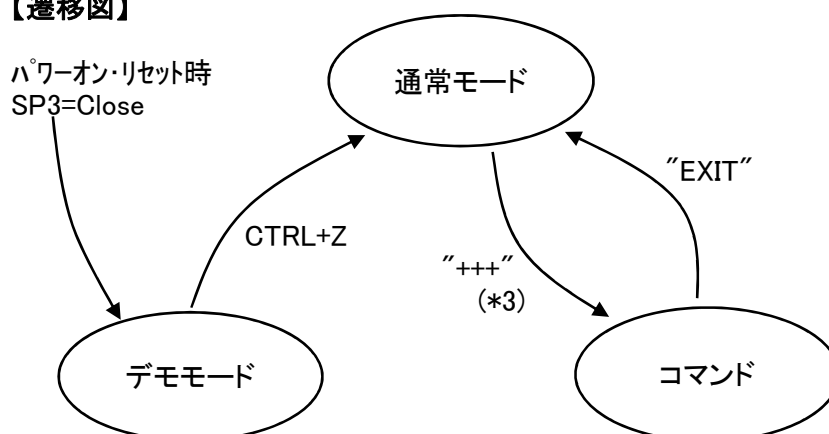 【遷移図】
パワーオン・リセット時
SP3=Close
通常モード
"EXIT"
CTRL+Z
"+++"
(*3)
デモモード
コマンド